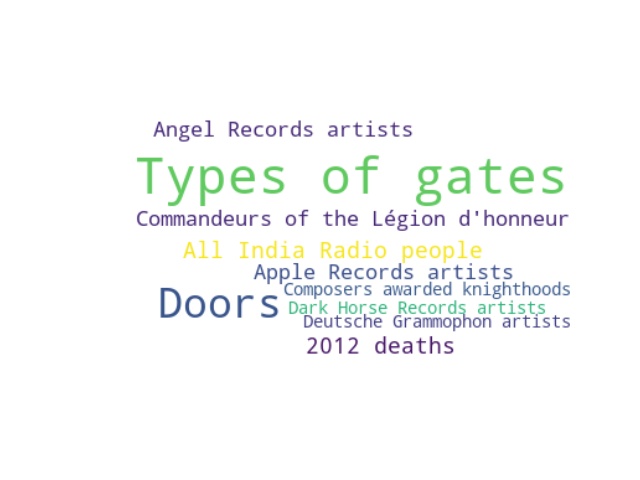 Angel Records artists
Types of gates
Commandeurs of the Légion d'honneur
All India Radio people
Apple Records artists
Composers awarded knighthoods
Doors
Dark Horse Records artists
Deutsche Grammophon artists
2012 deaths